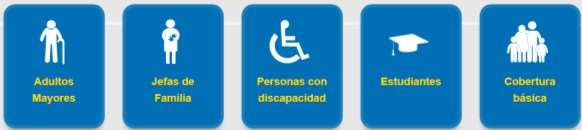 Adultos
Mayores
Jefas de
Familia
Personas con
discapacidad
Estudiantes
Cobertura
básica